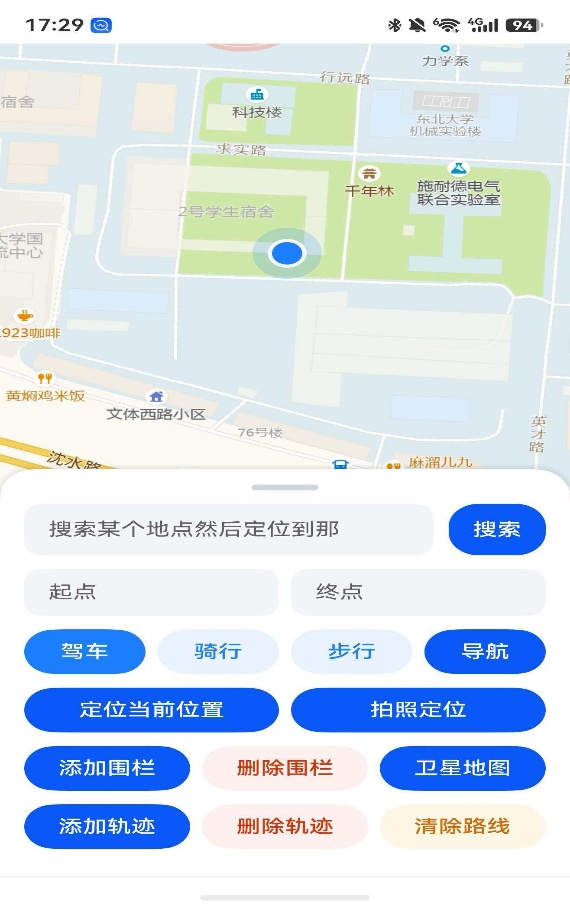 17:29
4G 94
力学系
行远路
宿舍
科技楼
东北大学
机械实验楼
求实路
千年林
施耐德电气
联合实验室
2号学生宿舍
大学国
流中心
1923咖啡
黄焖鸡米饭
文体西路小区
76号楼
英才路
沈水路
麻溜儿九
搜索某个地点然后定位到那
搜索
起点
终点
驾车
骑行
步行
导航
定位当前位置
拍照定位
添加围栏
删除围栏
卫星地图
添加轨迹
删除轨迹
清除路线